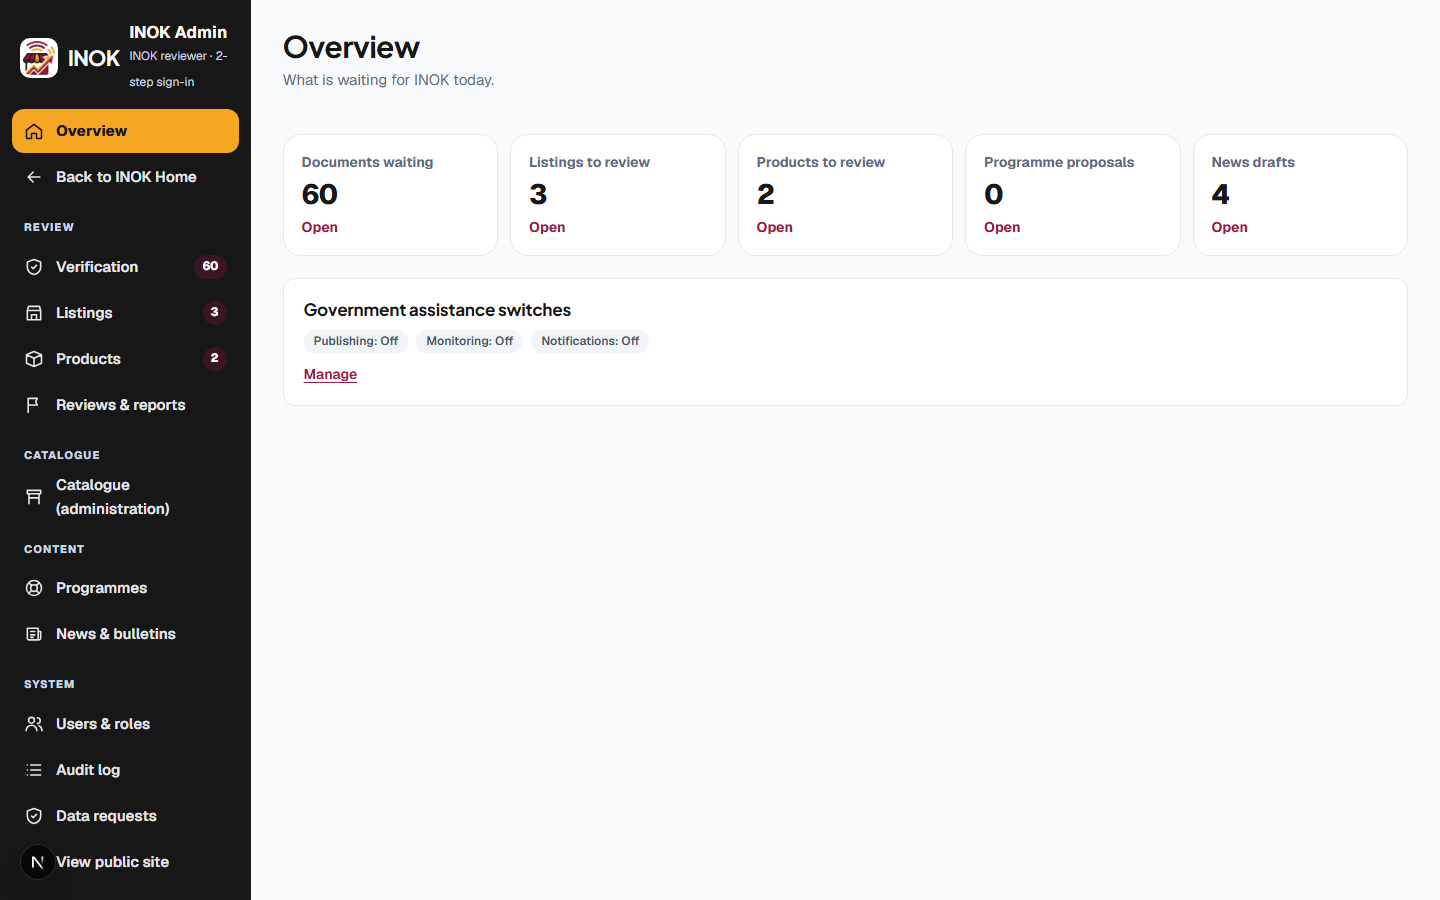 INOK
INOK Admin
INOK reviewer · 2-
step sign-in
Overview
Back to INOK Home
REVIEW
Verification 60
Listings 3
Products 2
Reviews & reports
CATALOGUE
Catalogue
(administration)
CONTENT
Programmes
News & bulletins
SYSTEM
Users & roles
Audit log
Data requests
N
View public site
Overview
What is waiting for INOK today.
Documents waiting
60
Open
Listings to review
3
Open
Products to review
2
Open
Programme proposals
0
Open
News drafts
4
Open
Government assistance switches
Publishing: Off
Monitoring: Off
Notifications: Off
Manage